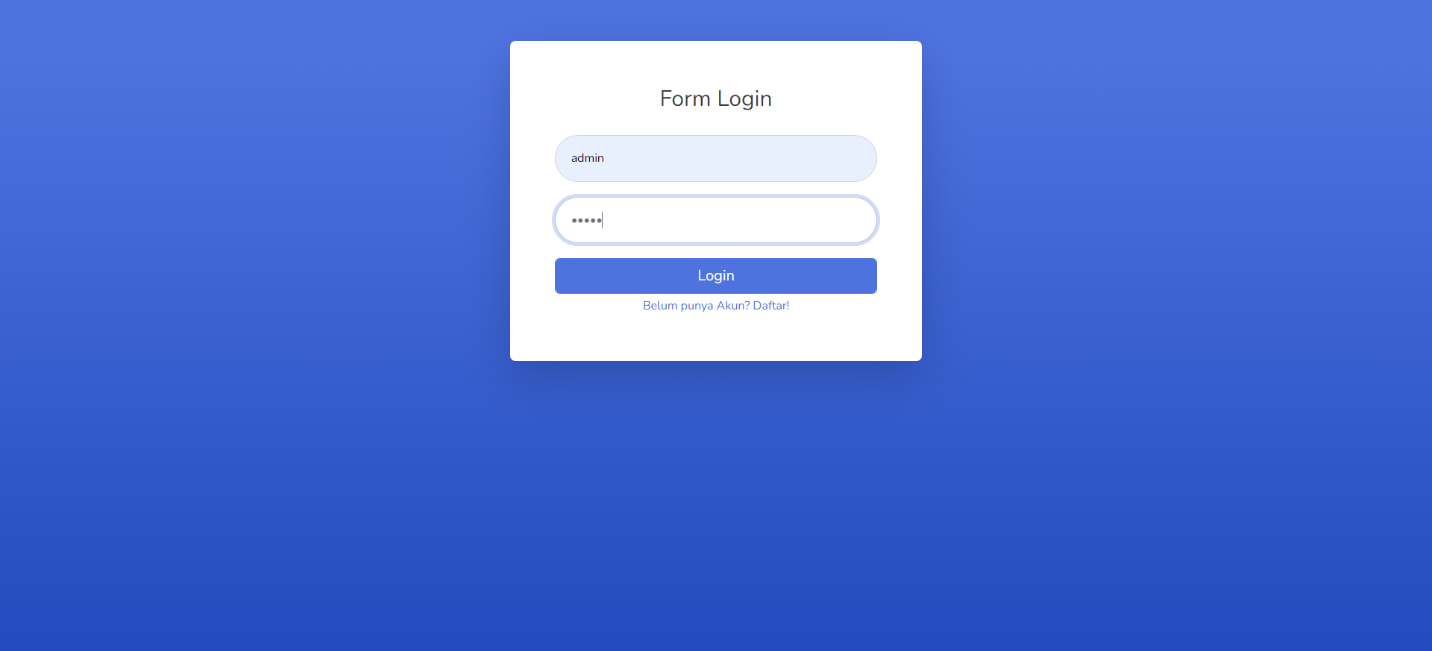 Form Login
admin
•••••
Login
Belum punya Akun? Daftar!